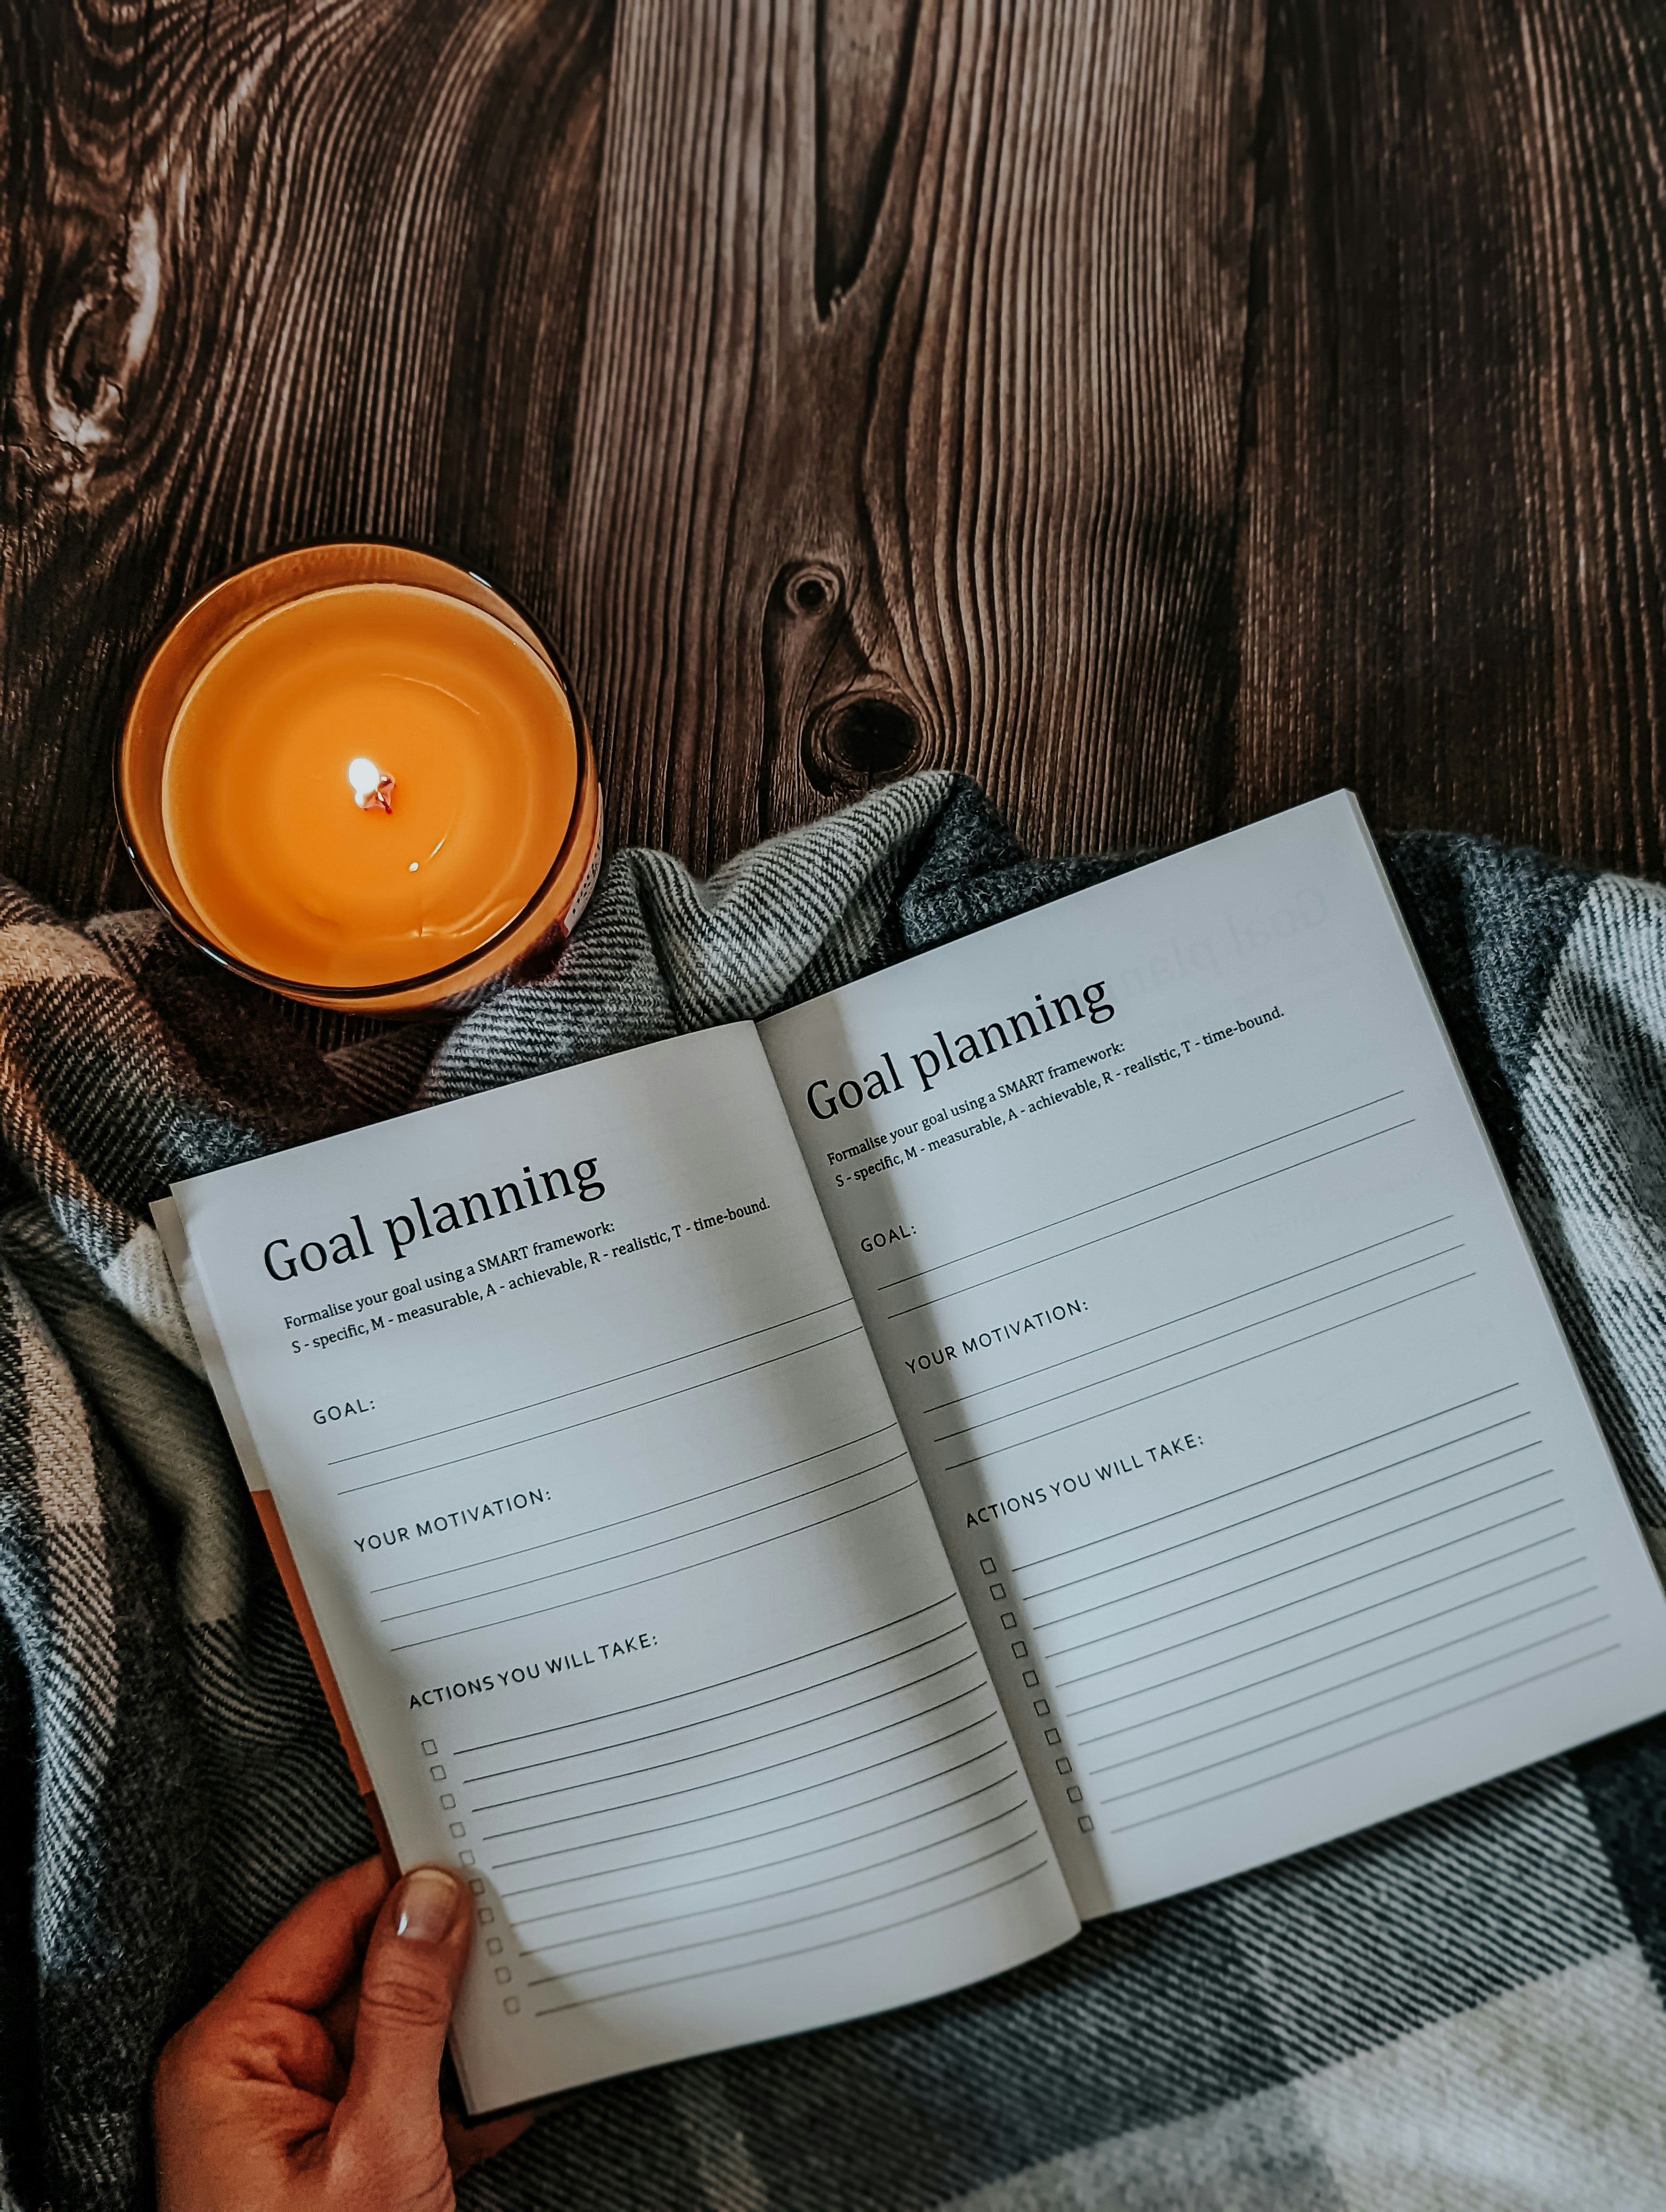 Goal planning
Formalise your goal using a SMART framework:
S - specific, M - measurable, A - achievable, R - realistic, T - time-bound.
GOAL:
YOUR MOTIVATION:
ACTIONS YOU WILL TAKE:
Goal planning
Formalise your goal using a SMART framework:
S - specific, M - measurable, A - achievable, R - realistic, T - time-bound.
GOAL:
YOUR MOTIVATION:
ACTIONS YOU WILL TAKE: